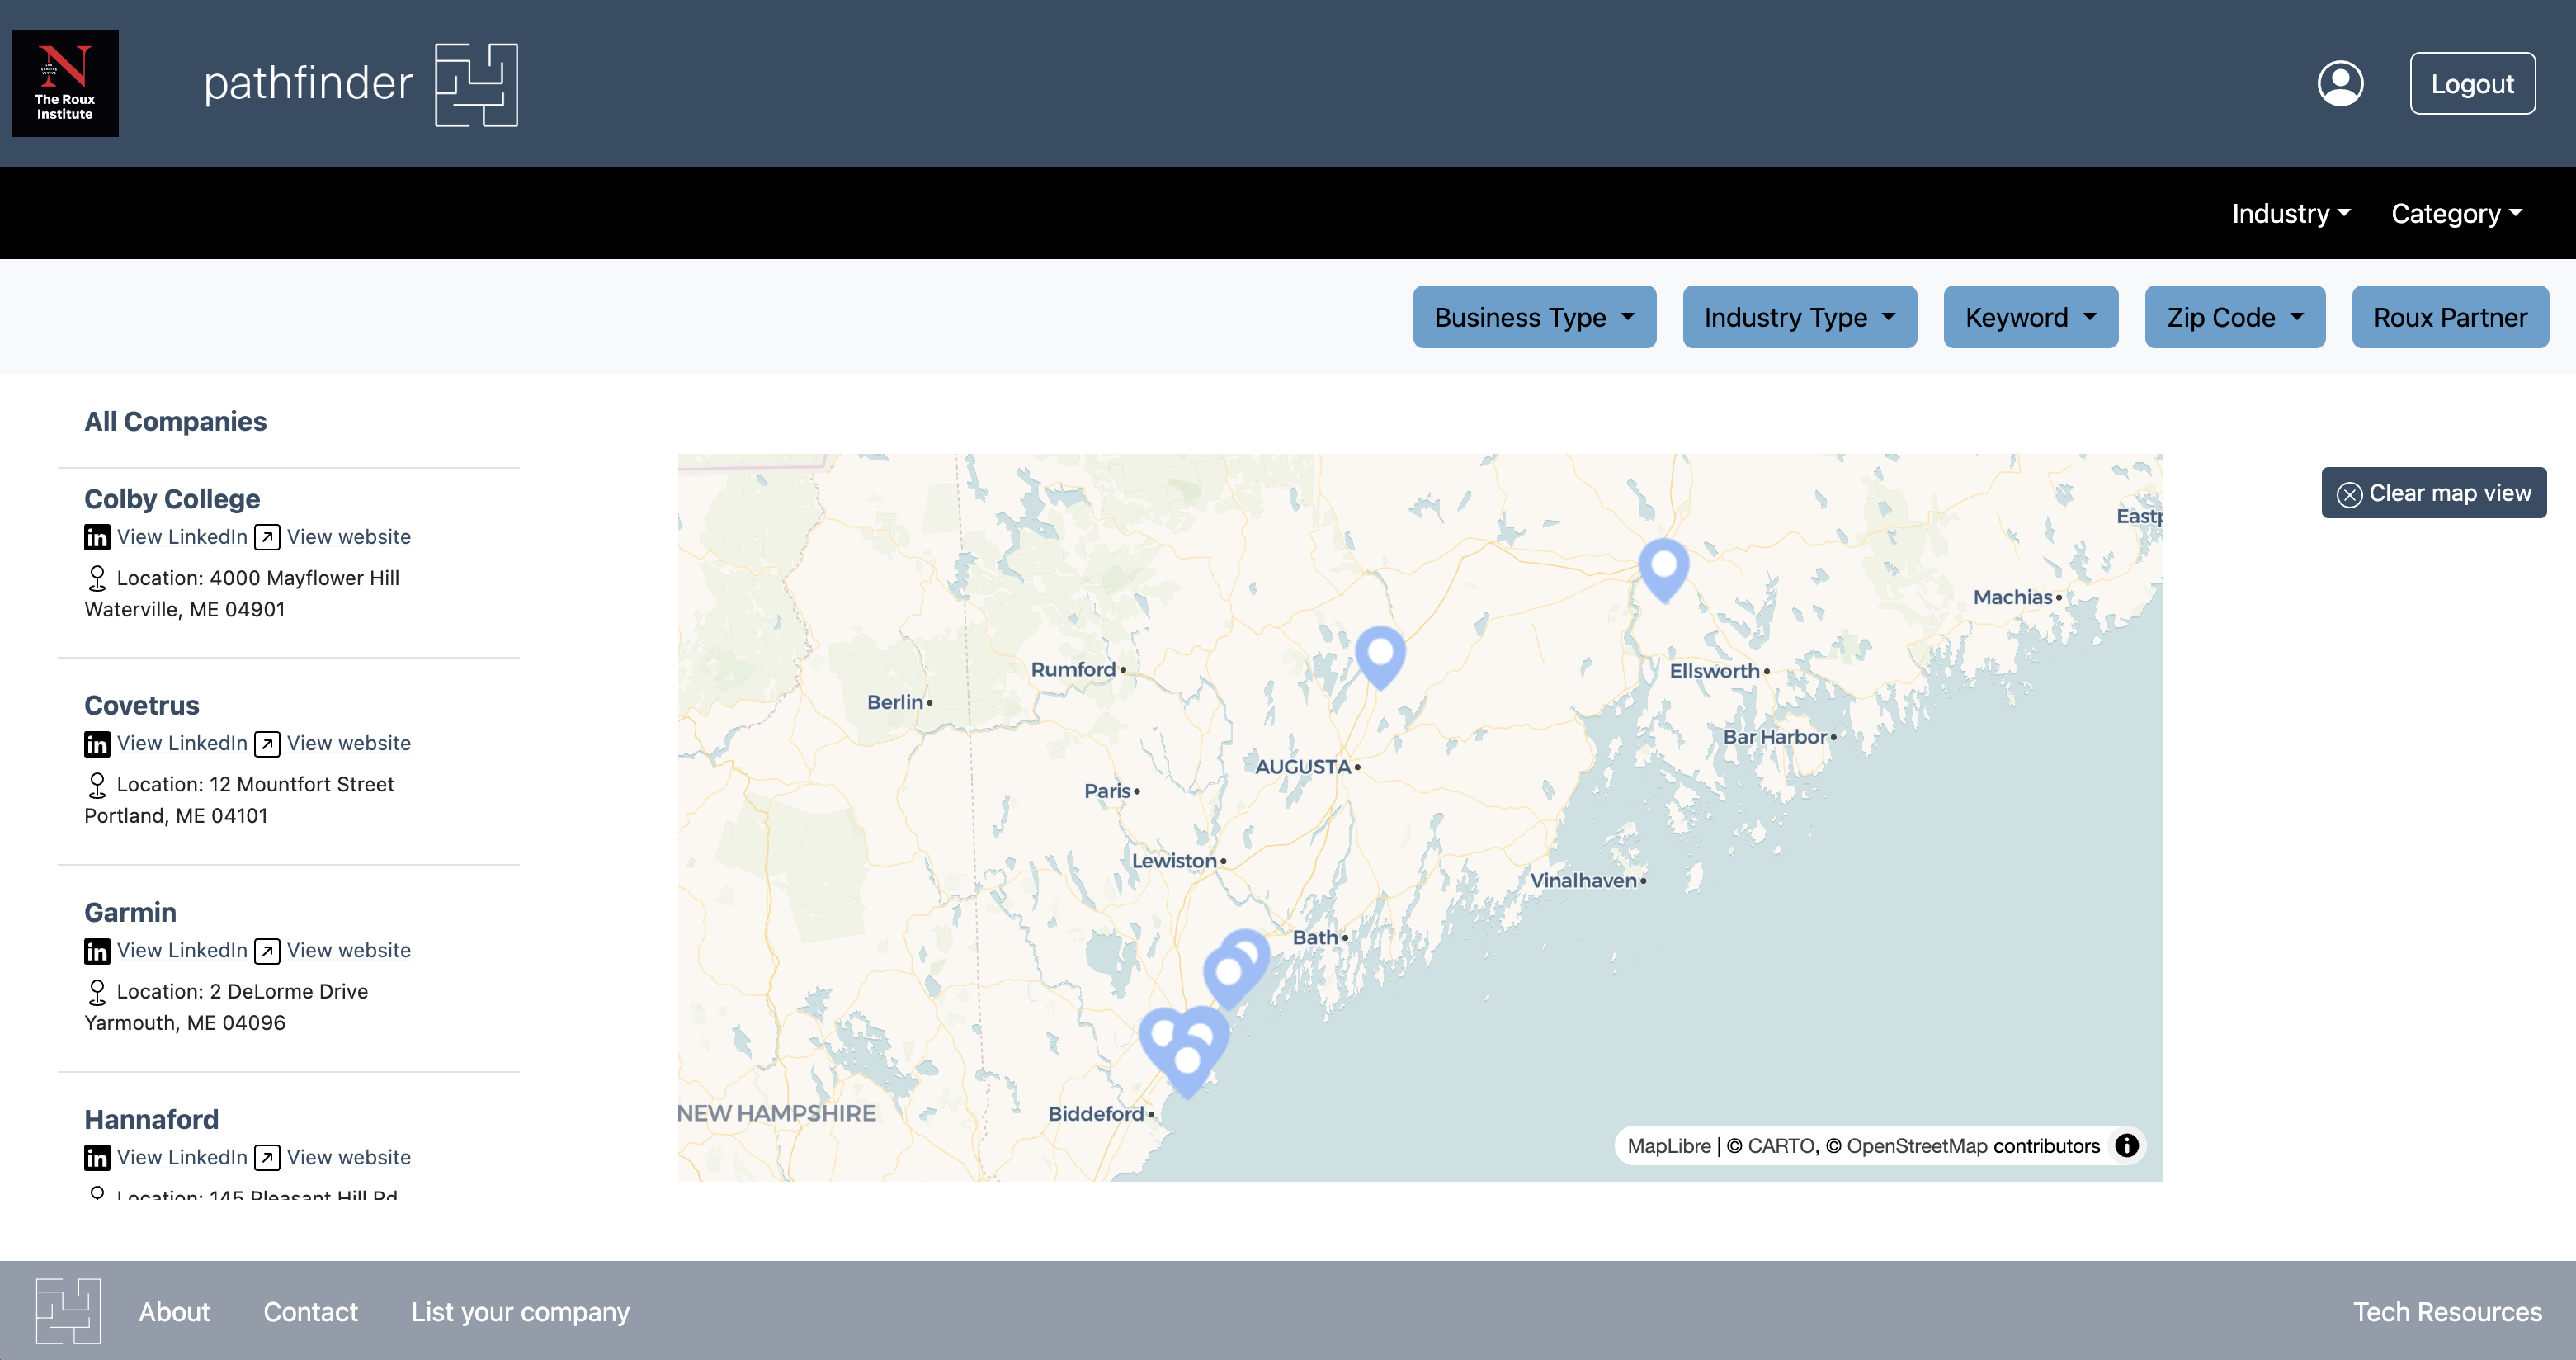 The Roux
Institute
pathfinder
Logout
Industry
Category
Business Type
Industry Type
Keyword
Zip Code
Roux Partner
All Companies
Colby College
View LinkedIn View website
Location: 4000 Mayflower Hill
Waterville, ME 04901
Covetrus
View LinkedIn View website
Location: 12 Mountfort Street
Portland, ME 04101
Garmin
View LinkedIn View website
Location: 2 DeLorme Drive
Yarmouth, ME 04096
Hannaford
View LinkedIn View website
Location: 145 Pleasant Hill Rd
Clear map view
Eastp
Machias
Rumford
Ellsworth
Berlin
Bar Harbor
AUGUSTA
Paris
Lewiston
Vinalhaven
Bath
NEW HAMPSHIRE
Biddeford
MapLibre | © CARTO, © OpenStreetMap contributors
About
Contact
List your company
Tech Resources